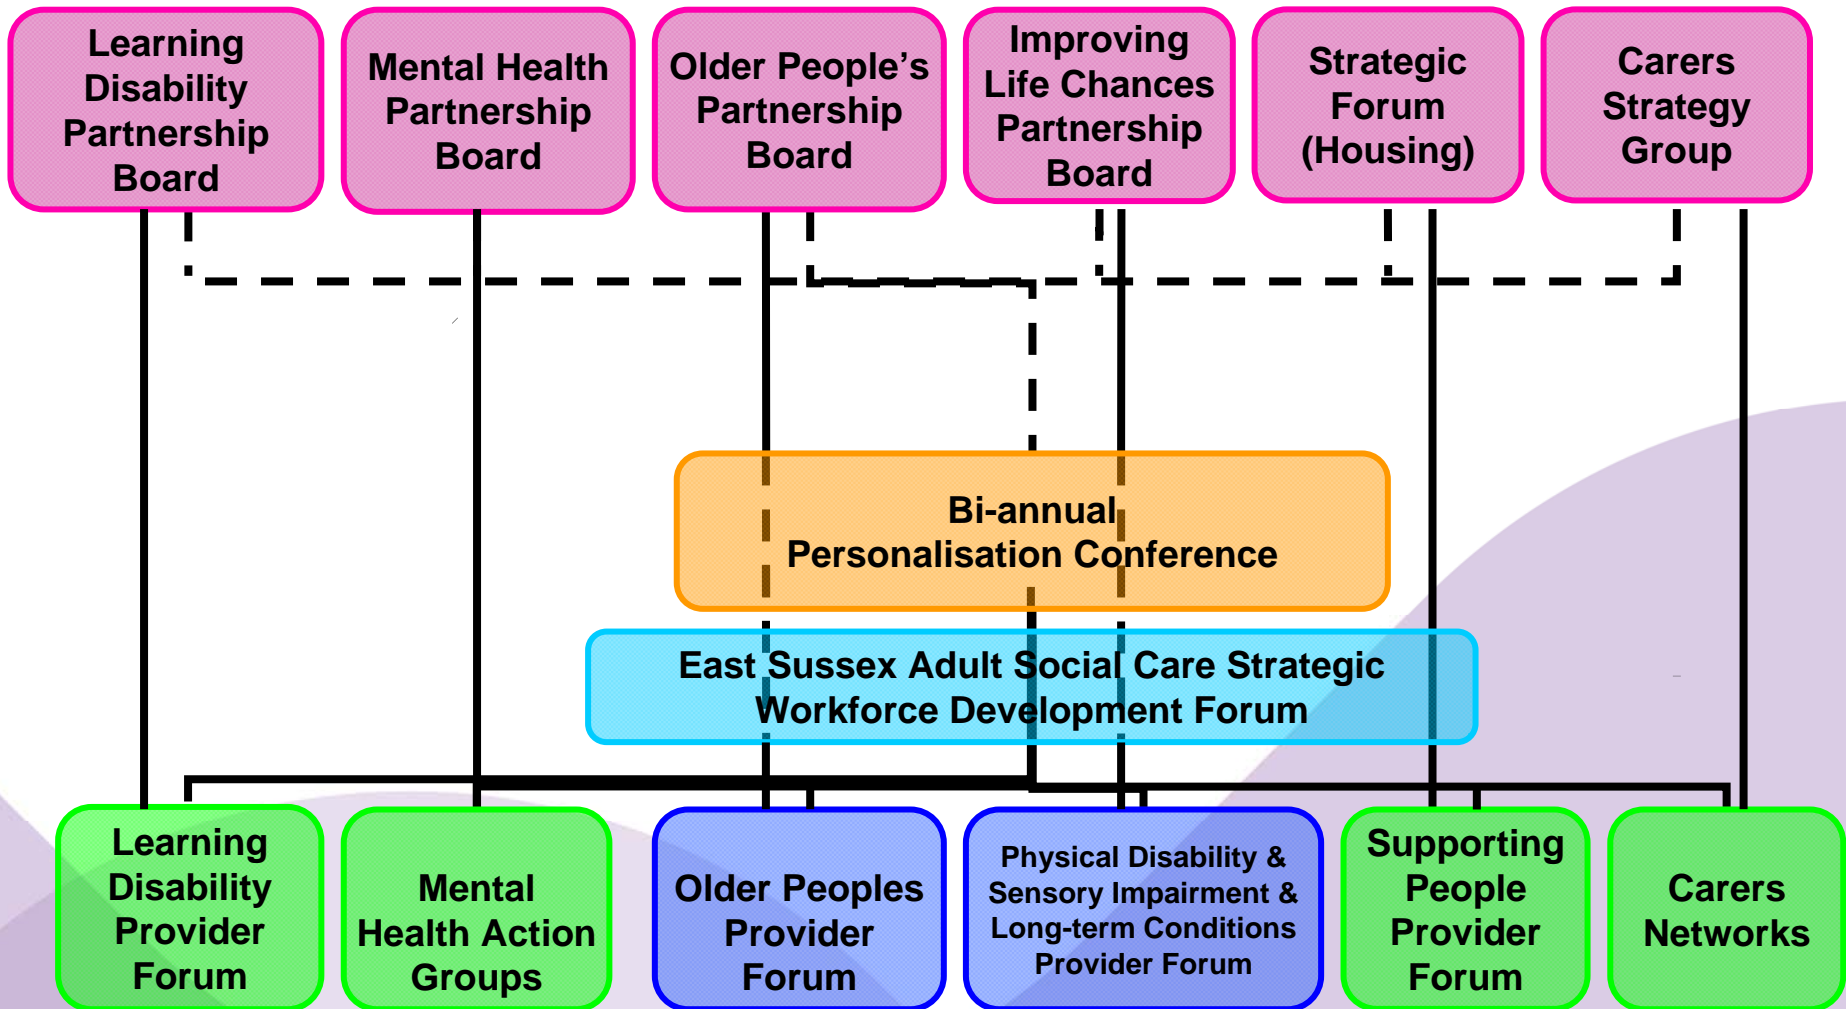 Learning
Disability
Partnership
Board
Mental Health
Partnership
Board
Older People’s
Partnership
Board
Improving
Life Chances
Partnership
Board
Strategic
Forum
(Housing)
Carers
Strategy
Group
Bi-annual
Personalisation Conference
East Sussex Adult Social Care Strategic
Workforce Development Forum
Learning
Disability
Provider
Forum
Mental
Health Action
Groups
Older Peoples
Provider
Forum
Physical Disability &
Sensory Impairment &
Long-term Conditions
Provider Forum
Supporting
People
Provider
Forum
Carers
Networks